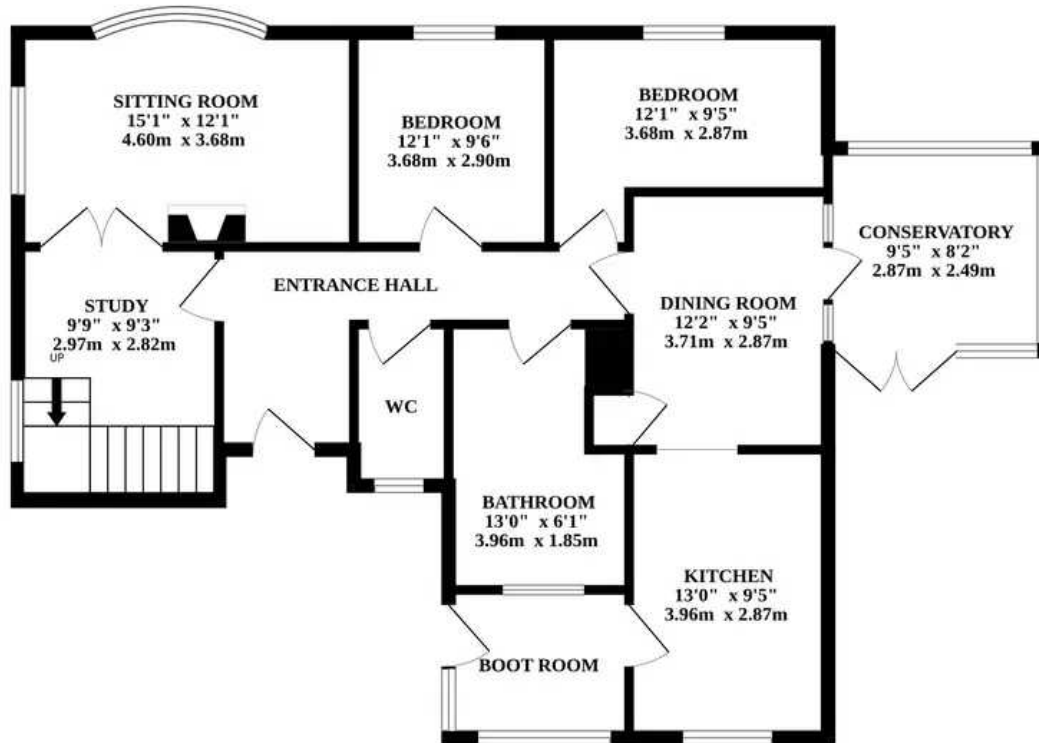 SITTING ROOM
15'1" x 12'1"
4.60m x 3.68m
BEDROOM
12'1" x 9'6"
3.68m x 2.90m
BEDROOM
12'1" x 9'5"
3.68m x 2.87m
CONSERVATORY
9'5" x 8'2"
2.87m x 2.49m
ENTRANCE HALL
STUDY
9'9" x 9'3"
2.97m x 2.82m
UP
DINING ROOM
12'2" x 9'5"
3.71m x 2.87m
WC
BATHROOM
13'0" x 6'1"
3.96m x 1.85m
KITCHEN
13'0" x 9'5"
3.96m x 2.87m
BOOT ROOM